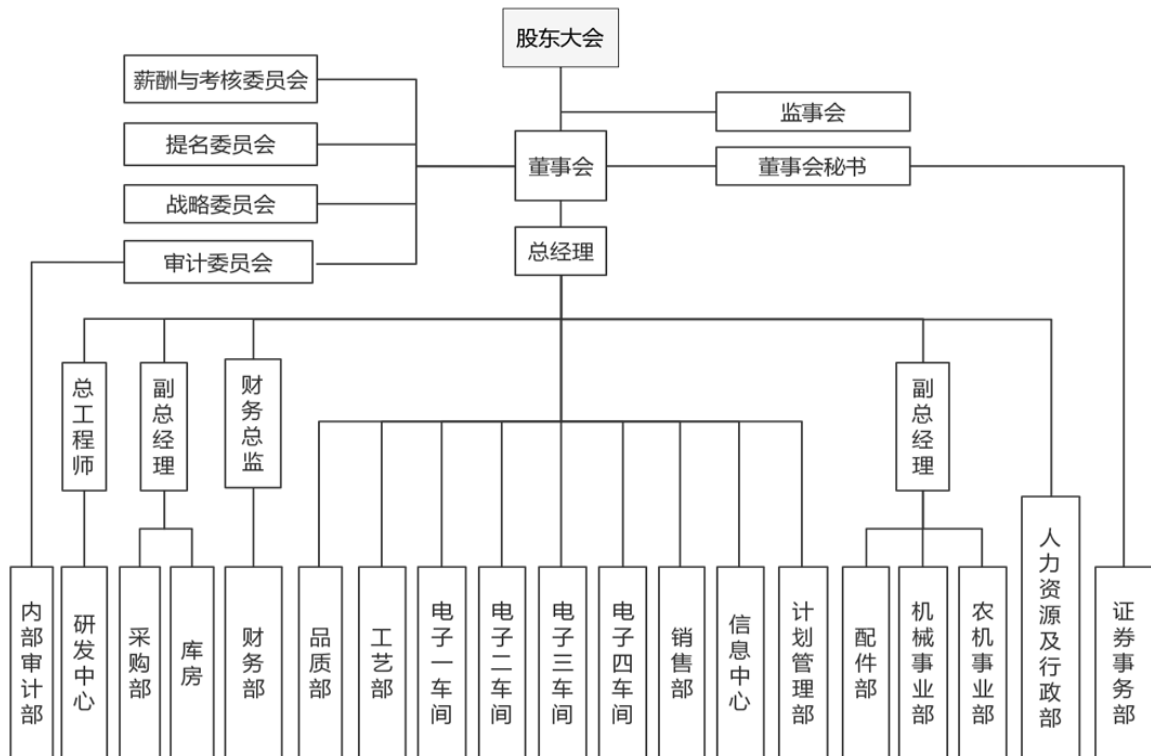 股东大会
薪酬与考核委员会
监事会
提名委员会
董事会
董事会秘书
战略委员会
总经理
审计委员会
总工程师
副总经理
财务总监
副总经理
内部审计部
研发中心
采购部
库房
财务部
品质部
工艺部
电子一车间
电子二车间
电子三车间
电子四车间
销售部
信息中心
计划管理部
配件部
机械事业部
农机事业部
人力资源及行政部
证券事务部